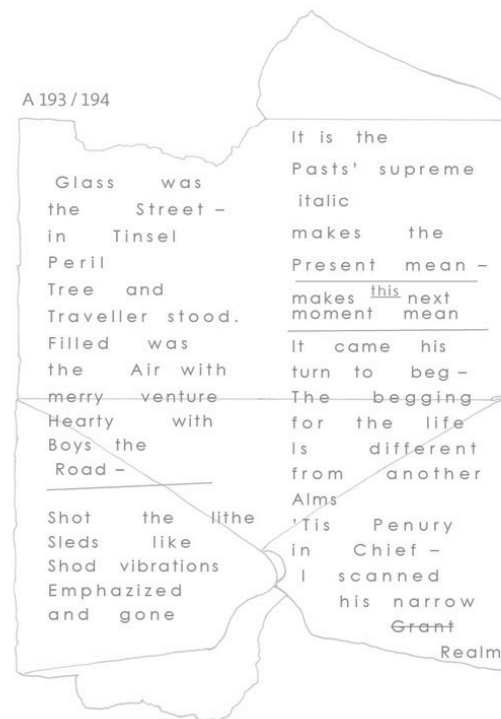 A 193 / 194
Glass was
the Street –
in Tinsel
Peril
Tree and
Traveller stood.
Filled was
the Air with
merry venture
Hearty with
Boys the
Road –
Shot the lithe
Sleds like
Shod vibrations
Emphazized
and gone
It is the
Pasts' supreme
italic
makes the
Present mean –
makes this next
moment mean
It came his
turn to beg –
The begging
for the life
Is different
from another
Alms
'Tis Penury
in Chief –
I scanned
his narrow
Grant
Realm